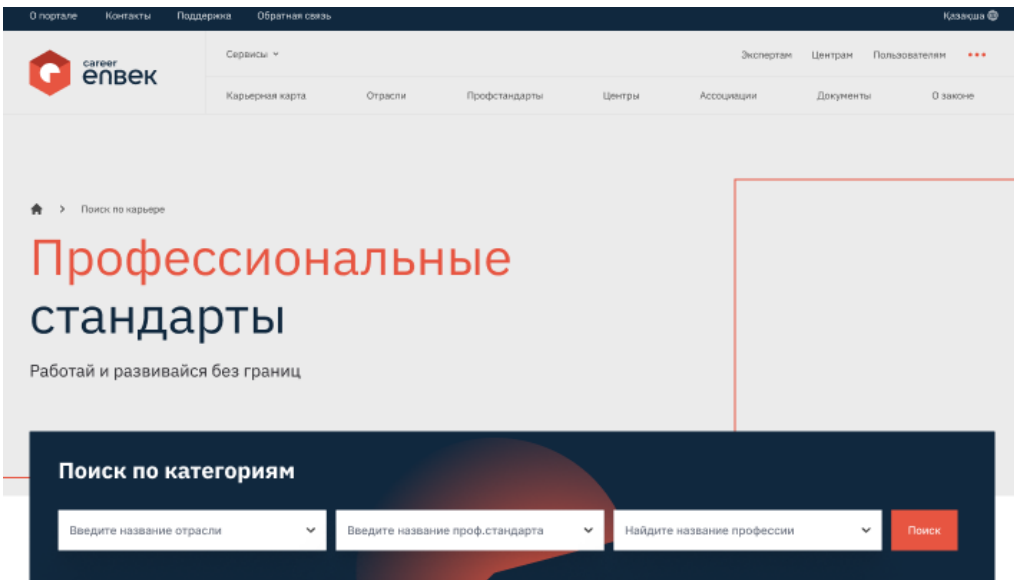 О портале Контакты Поддержка Обратная связь Қазақша
career
еnbек
Сервисы Экспертам Центрам Пользователям
Карьерная карта Отрасли Профстандарты Центры Ассоциации Документы О законе
Поиск по карьере
Профессиональные
стандарты
Работай и развивайся без границ
Поиск по категориям
Введите название отрасли Введите название проф.стандарта Найдите название профессии Поиск